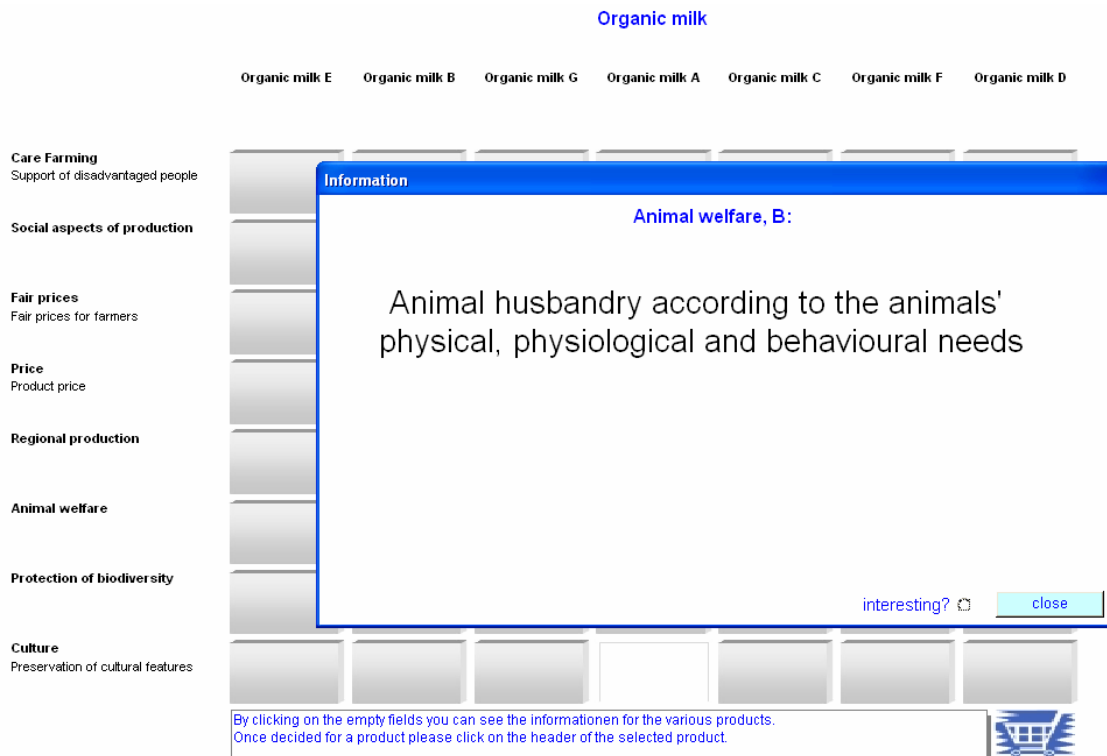 Organic milk
Organic milk E Organic milk B Organic milk G Organic milk A Organic milk C Organic milk F Organic milk D
Care Farming
Support of disadvantaged people
Social aspects of production
Fair prices
Fair prices for farmers
Price
Product price
Regional production
Animal welfare
Protection of biodiversity
Culture
Preservation of cultural features
Information
Animal welfare, B:
Animal husbandry according to the animals'
physical, physiological and behavioural needs
interesting? close
By clicking on the empty fields you can see the informationen for the various products.
Once decided for a product please click on the header of the selected product.